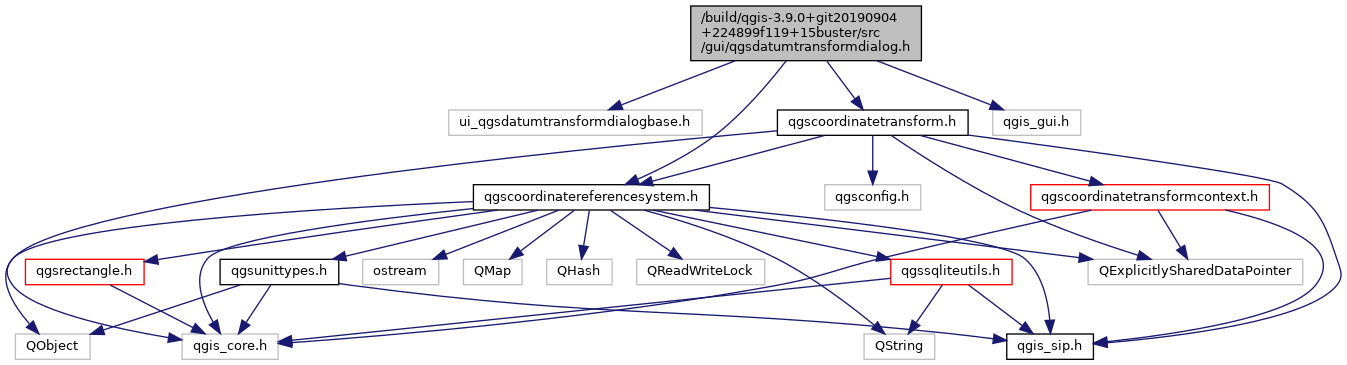 /build/qgis-3.9.0+git20190904
+224899f119+15buster/src
/gui/qgsdatumtransformdialog.h
ui_qgsdatumtransformdialogbase.h
qgscoordinatetransform.h
qgis_gui.h
qgscoordinatereferencesystem.h
qgsconfig.h
qgscoordinatetransformcontext.h
qgsrectangle.h
qgsunittypes.h
ostream
QMap
QHash
QReadWriteLock
qgssqliteutils.h
QExplicitlySharedDataPointer
QObject
qgis_core.h
QString
qgis_sip.h